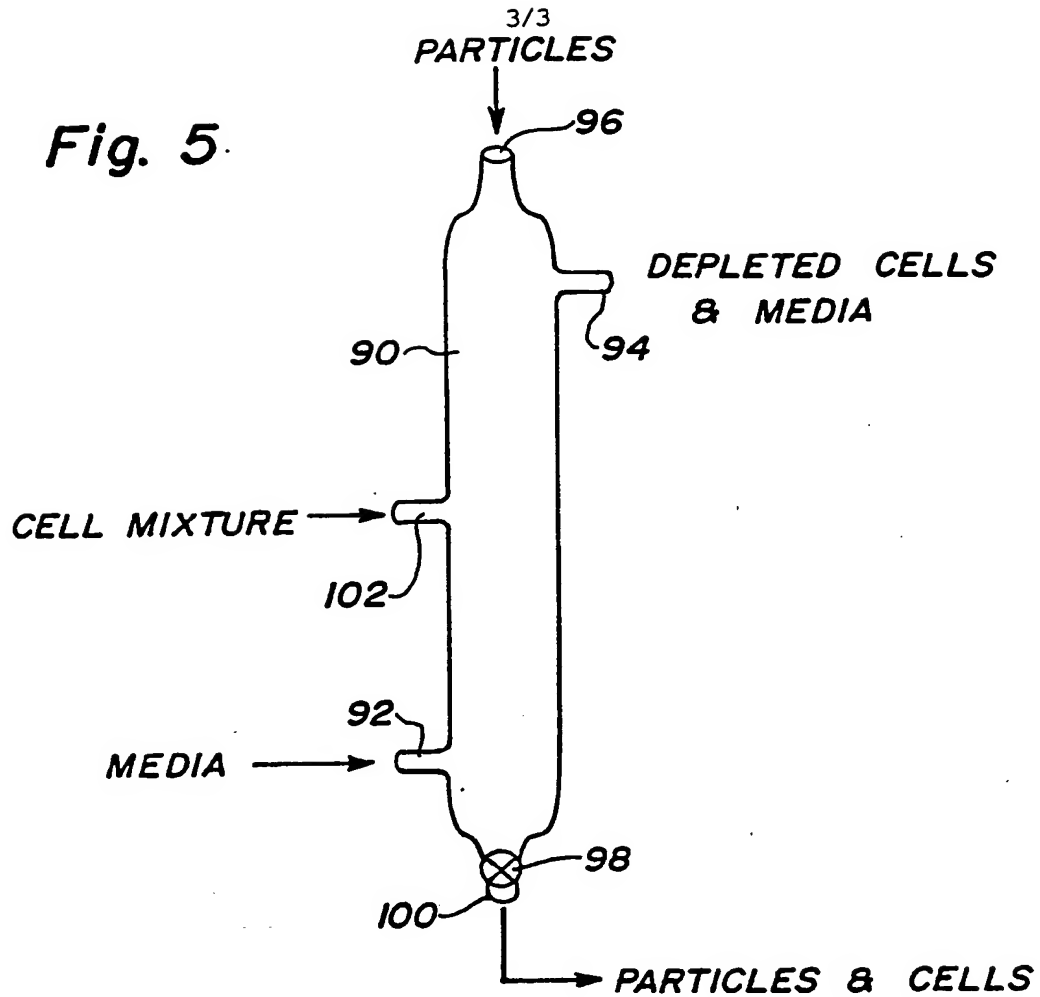 3/3
PARTICLES
Fig. 5.
96
DEPLETED CELLS
& MEDIA
94
90
CELL MIXTURE
102
92
MEDIA
98
100
PARTICLES & CELLS